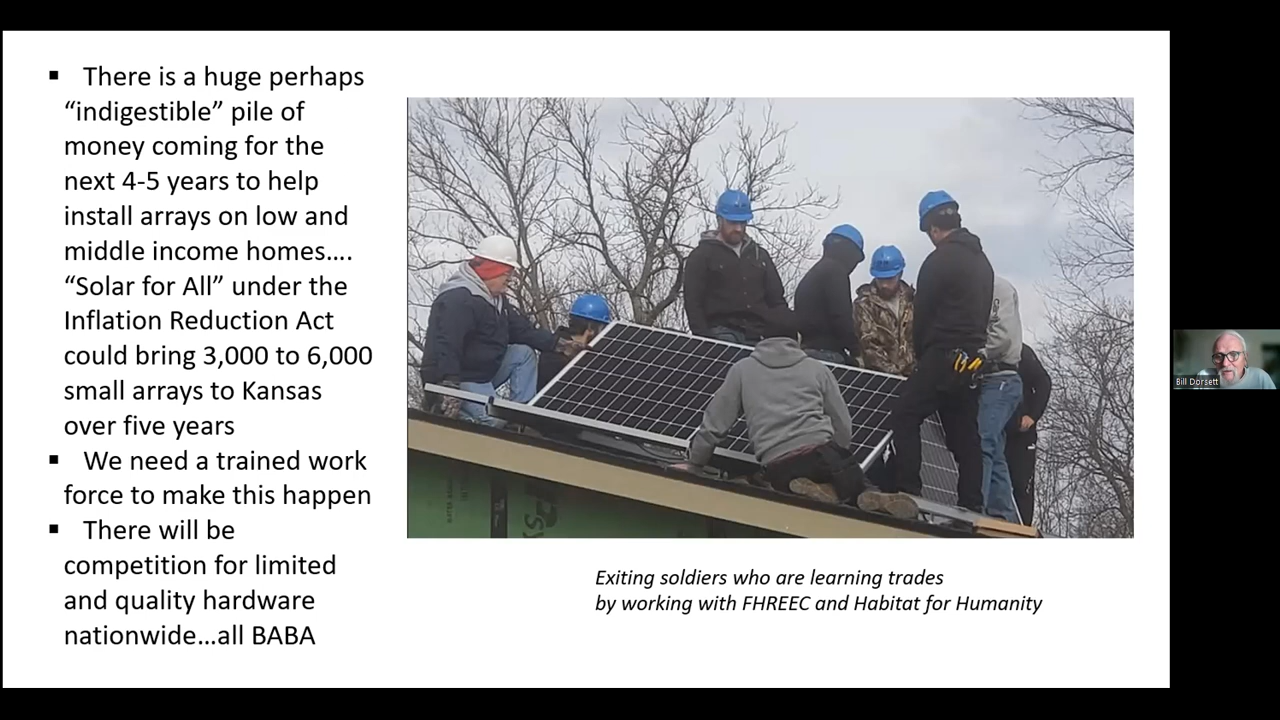 ▪ There is a huge perhaps
“indigestible” pile of
money coming for the
next 4-5 years to help
install arrays on low and
middle income homes….
“Solar for All” under the
Inflation Reduction Act
could bring 3,000 to 6,000
small arrays to Kansas
over five years
▪ We need a trained work
force to make this happen
▪ There will be
competition for limited
and quality hardware
nationwide…all BABA
Exiting soldiers who are learning trades
by working with FHREEC and Habitat for Humanity
Bill Dorsett